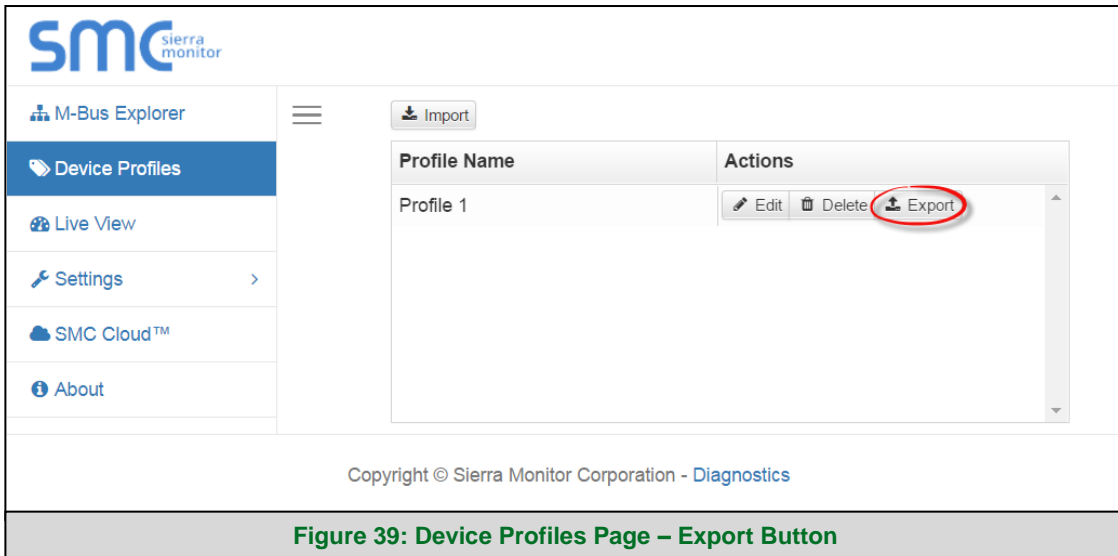 SMC sierra monitor
M-Bus Explorer
Device Profiles
Live View
Settings
SMC Cloud™
About
Import
Profile Name Actions
Profile 1 Edit Delete Export
Copyright © Sierra Monitor Corporation - Diagnostics
Figure 39: Device Profiles Page – Export Button